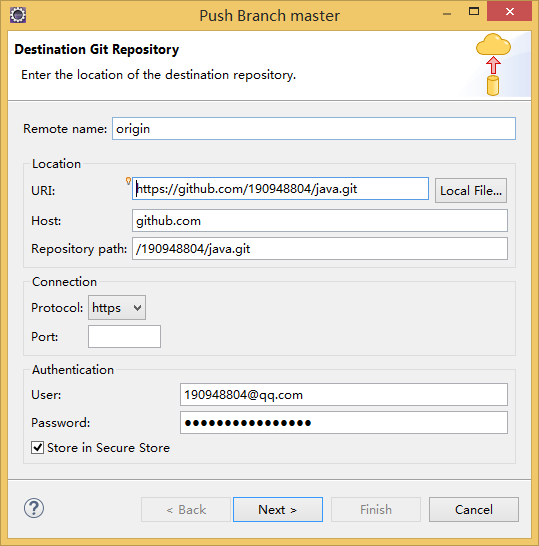 Push Branch master
Destination Git Repository
Enter the location of the destination repository.
Remote name: origin
Location
URI: https://github.com/190948804/java.git Local File...
Host: github.com
Repository path: /190948804/java.git
Connection
Protocol: https
Port:
Authentication
User: 190948804@qq.com
Password: ●●●●●●●●●●●●●●●●
Store in Secure Store
? < Back Next > Finish Cancel